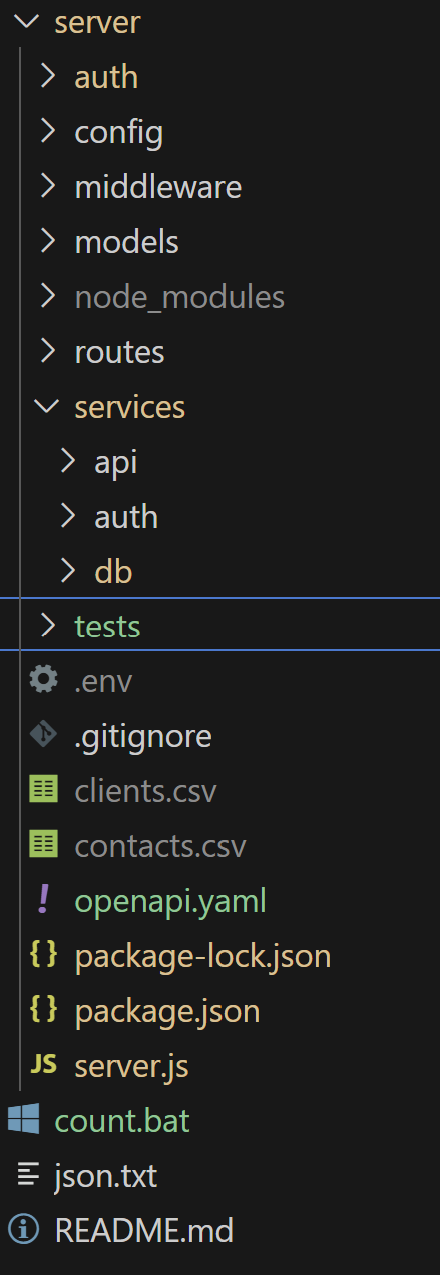 server
auth
config
middleware
models
node_modules
routes
services
api
auth
db
tests
.env
.gitignore
clients.csv
contacts.csv
! openapi.yaml
{} package-lock.json
{} package.json
JS server.js
count.bat
json.txt
README.md